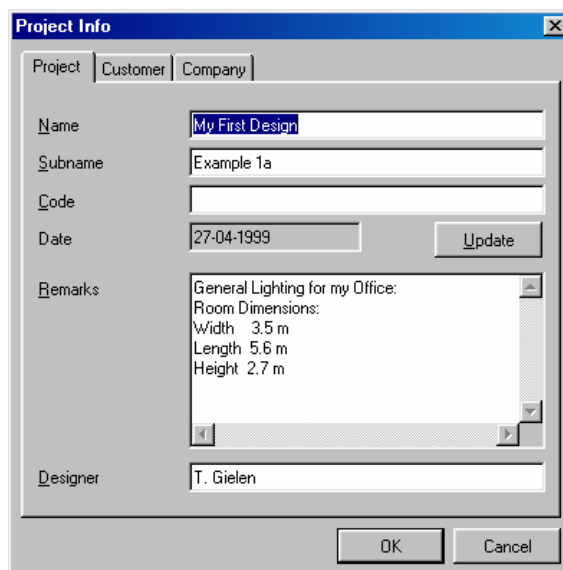 Project Info
Project Customer Company
Name My First Design
Subname Example 1a
Code
Date 27-04-1999 Update
Remarks General Lighting for my Office:
Room Dimensions:
Width 3.5 m
Length 5.6 m
Height 2.7 m
Designer T. Gielen
OK Cancel